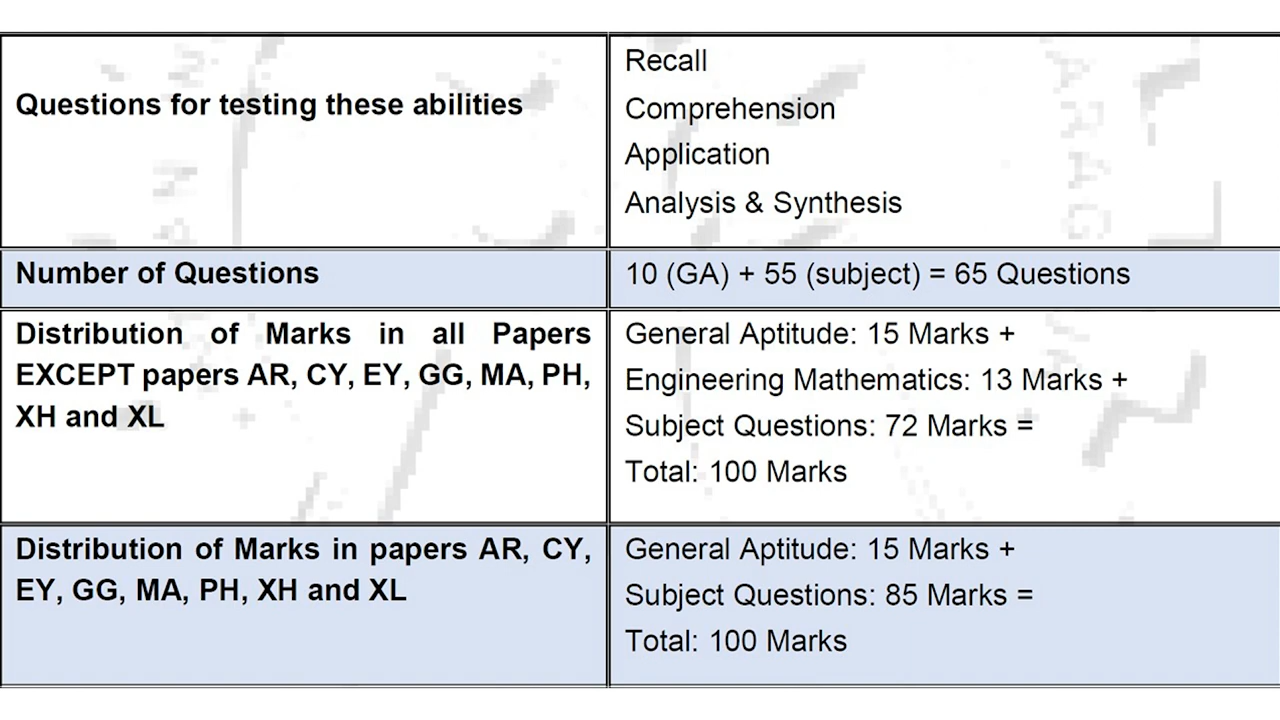 Questions for testing these abilities
Recall
Comprehension
Application
Analysis & Synthesis
Number of Questions
10 (GA) + 55 (subject) = 65 Questions
Distribution of Marks in all Papers
EXCEPT papers AR, CY, EY, GG, MA, PH,
XH and XL
General Aptitude: 15 Marks +
Engineering Mathematics: 13 Marks +
Subject Questions: 72 Marks =
Total: 100 Marks
Distribution of Marks in papers AR, CY,
EY, GG, MA, PH, XH and XL
General Aptitude: 15 Marks +
Subject Questions: 85 Marks =
Total: 100 Marks